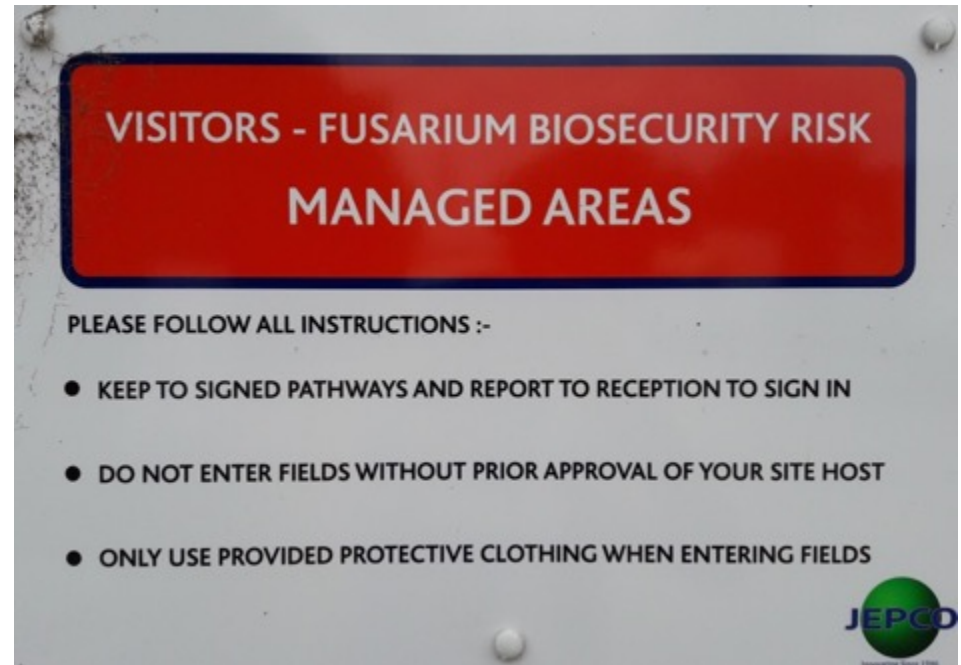 VISITORS - FUSARIUM BIOSECURITY RISK
MANAGED AREAS
PLEASE FOLLOW ALL INSTRUCTIONS :-
● KEEP TO SIGNED PATHWAYS AND REPORT TO RECEPTION TO SIGN IN
● DO NOT ENTER FIELDS WITHOUT PRIOR APPROVAL OF YOUR SITE HOST
● ONLY USE PROVIDED PROTECTIVE CLOTHING WHEN ENTERING FIELDS
JEPCO